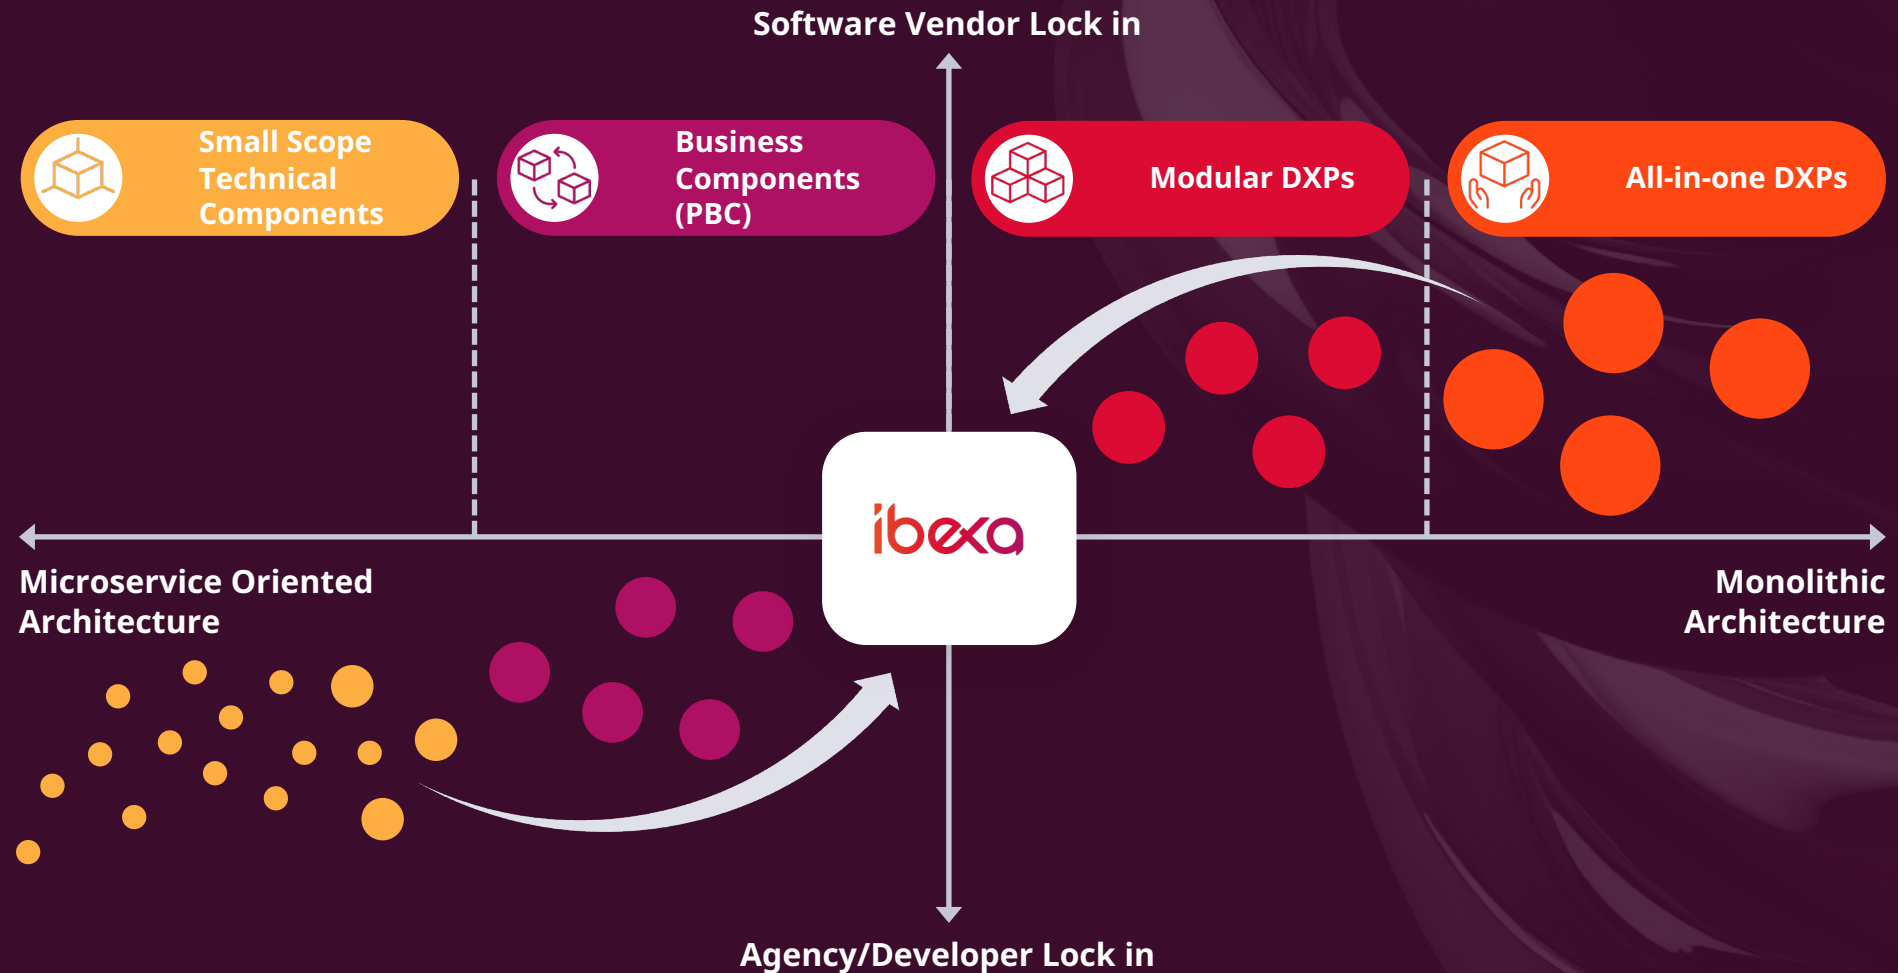 Software Vendor Lock in
Small Scope
Technical
Components
Business
Components
(PBC)
Modular DXPs
All-in-one DXPs
ibexa
Microservice Oriented
Architecture
Monolithic
Architecture
Agency/Developer Lock in